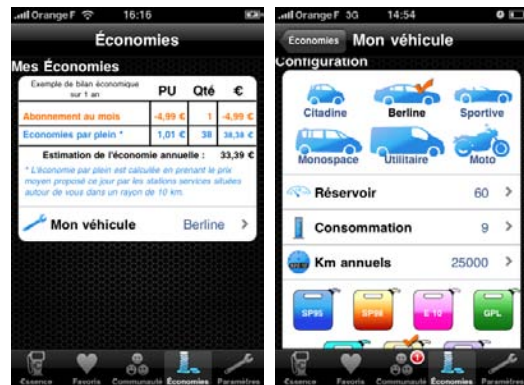 Orange F 16:16
Économies
Mes Économies
Exemple de bilan économique sur 1 an PU Qté €
Abonnement au mois -4,99 € 1 -4,99 €
Economies par plein * 1,01 € 38 38,38 €
Estimation de l'économie annuelle : 33,39 €
* L'économie par plein est calculée en prenant le prix
moyen proposé ce jour par les stations services situées
autour de vous dans un rayon de 10 km.
Mon véhicule Berline
Essence Favoris Communauté Économies Paramètres
Orange F 3G 14:54
Économies Mon véhicule
Configuration
Citadine Berline Sportive
Monospace Utilitaire Moto
Réservoir 60
Consommation 9
Km annuels 25000
SP95 SP98 E 10 GPL
Essence Favoris Communauté Économies Paramètres